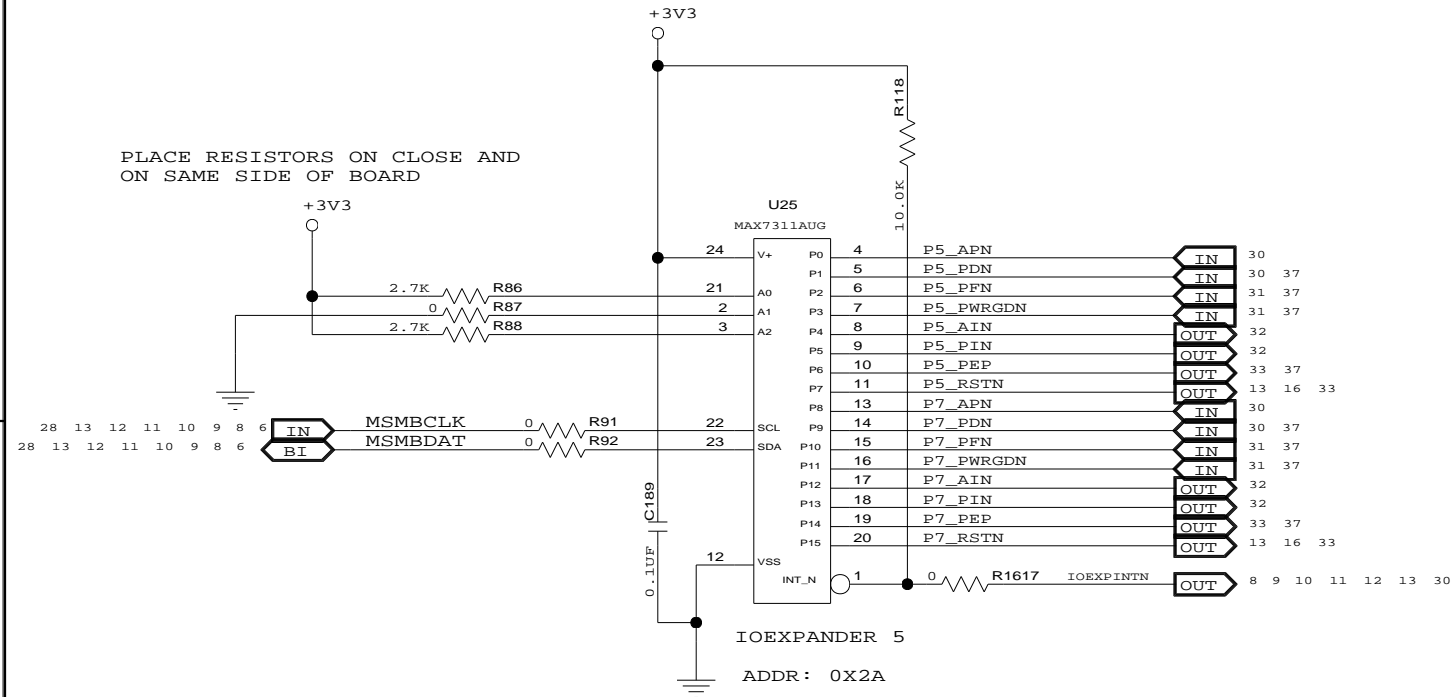 +3V3
R118
10.0K
PLACE RESISTORS ON CLOSE AND
ON SAME SIDE OF BOARD
+3V3
U25
MAX7311AUG
24 V+ P0 4 P5_APN IN 30
P1 5 P5_PDN IN 30 37
2.7K R86 21 A0 P2 6 P5_PFN IN 31 37
0 R87 2 A1 P3 7 P5_PWRGDN IN 31 37
2.7K R88 3 A2 P4 8 P5_AIN OUT 32
P5 9 P5_PIN OUT 32
P6 10 P5_PEP OUT 33 37
P7 11 P5_RSTN OUT 13 16 33
P8 13 P7_APN IN 30
28 13 12 11 10 9 8 6 IN MSMBCLK 0 R91 22 SCL P9 14 P7_PDN IN 30 37
28 13 12 11 10 9 8 6 BI MSMBDAT 0 R92 23 SDA P10 15 P7_PFN IN 31 37
P11 16 P7_PWRGDN IN 31 37
P12 17 P7_AIN OUT 32
P13 18 P7_PIN OUT 32
C189
P14 19 P7_PEP OUT 33 37
P15 20 P7_RSTN OUT 13 16 33
0.1UF
12 VSS
INT_N 1 0 R1617 IOEXPINTN OUT 8 9 10 11 12 13 30
IOEXPANDER 5
ADDR: 0X2A